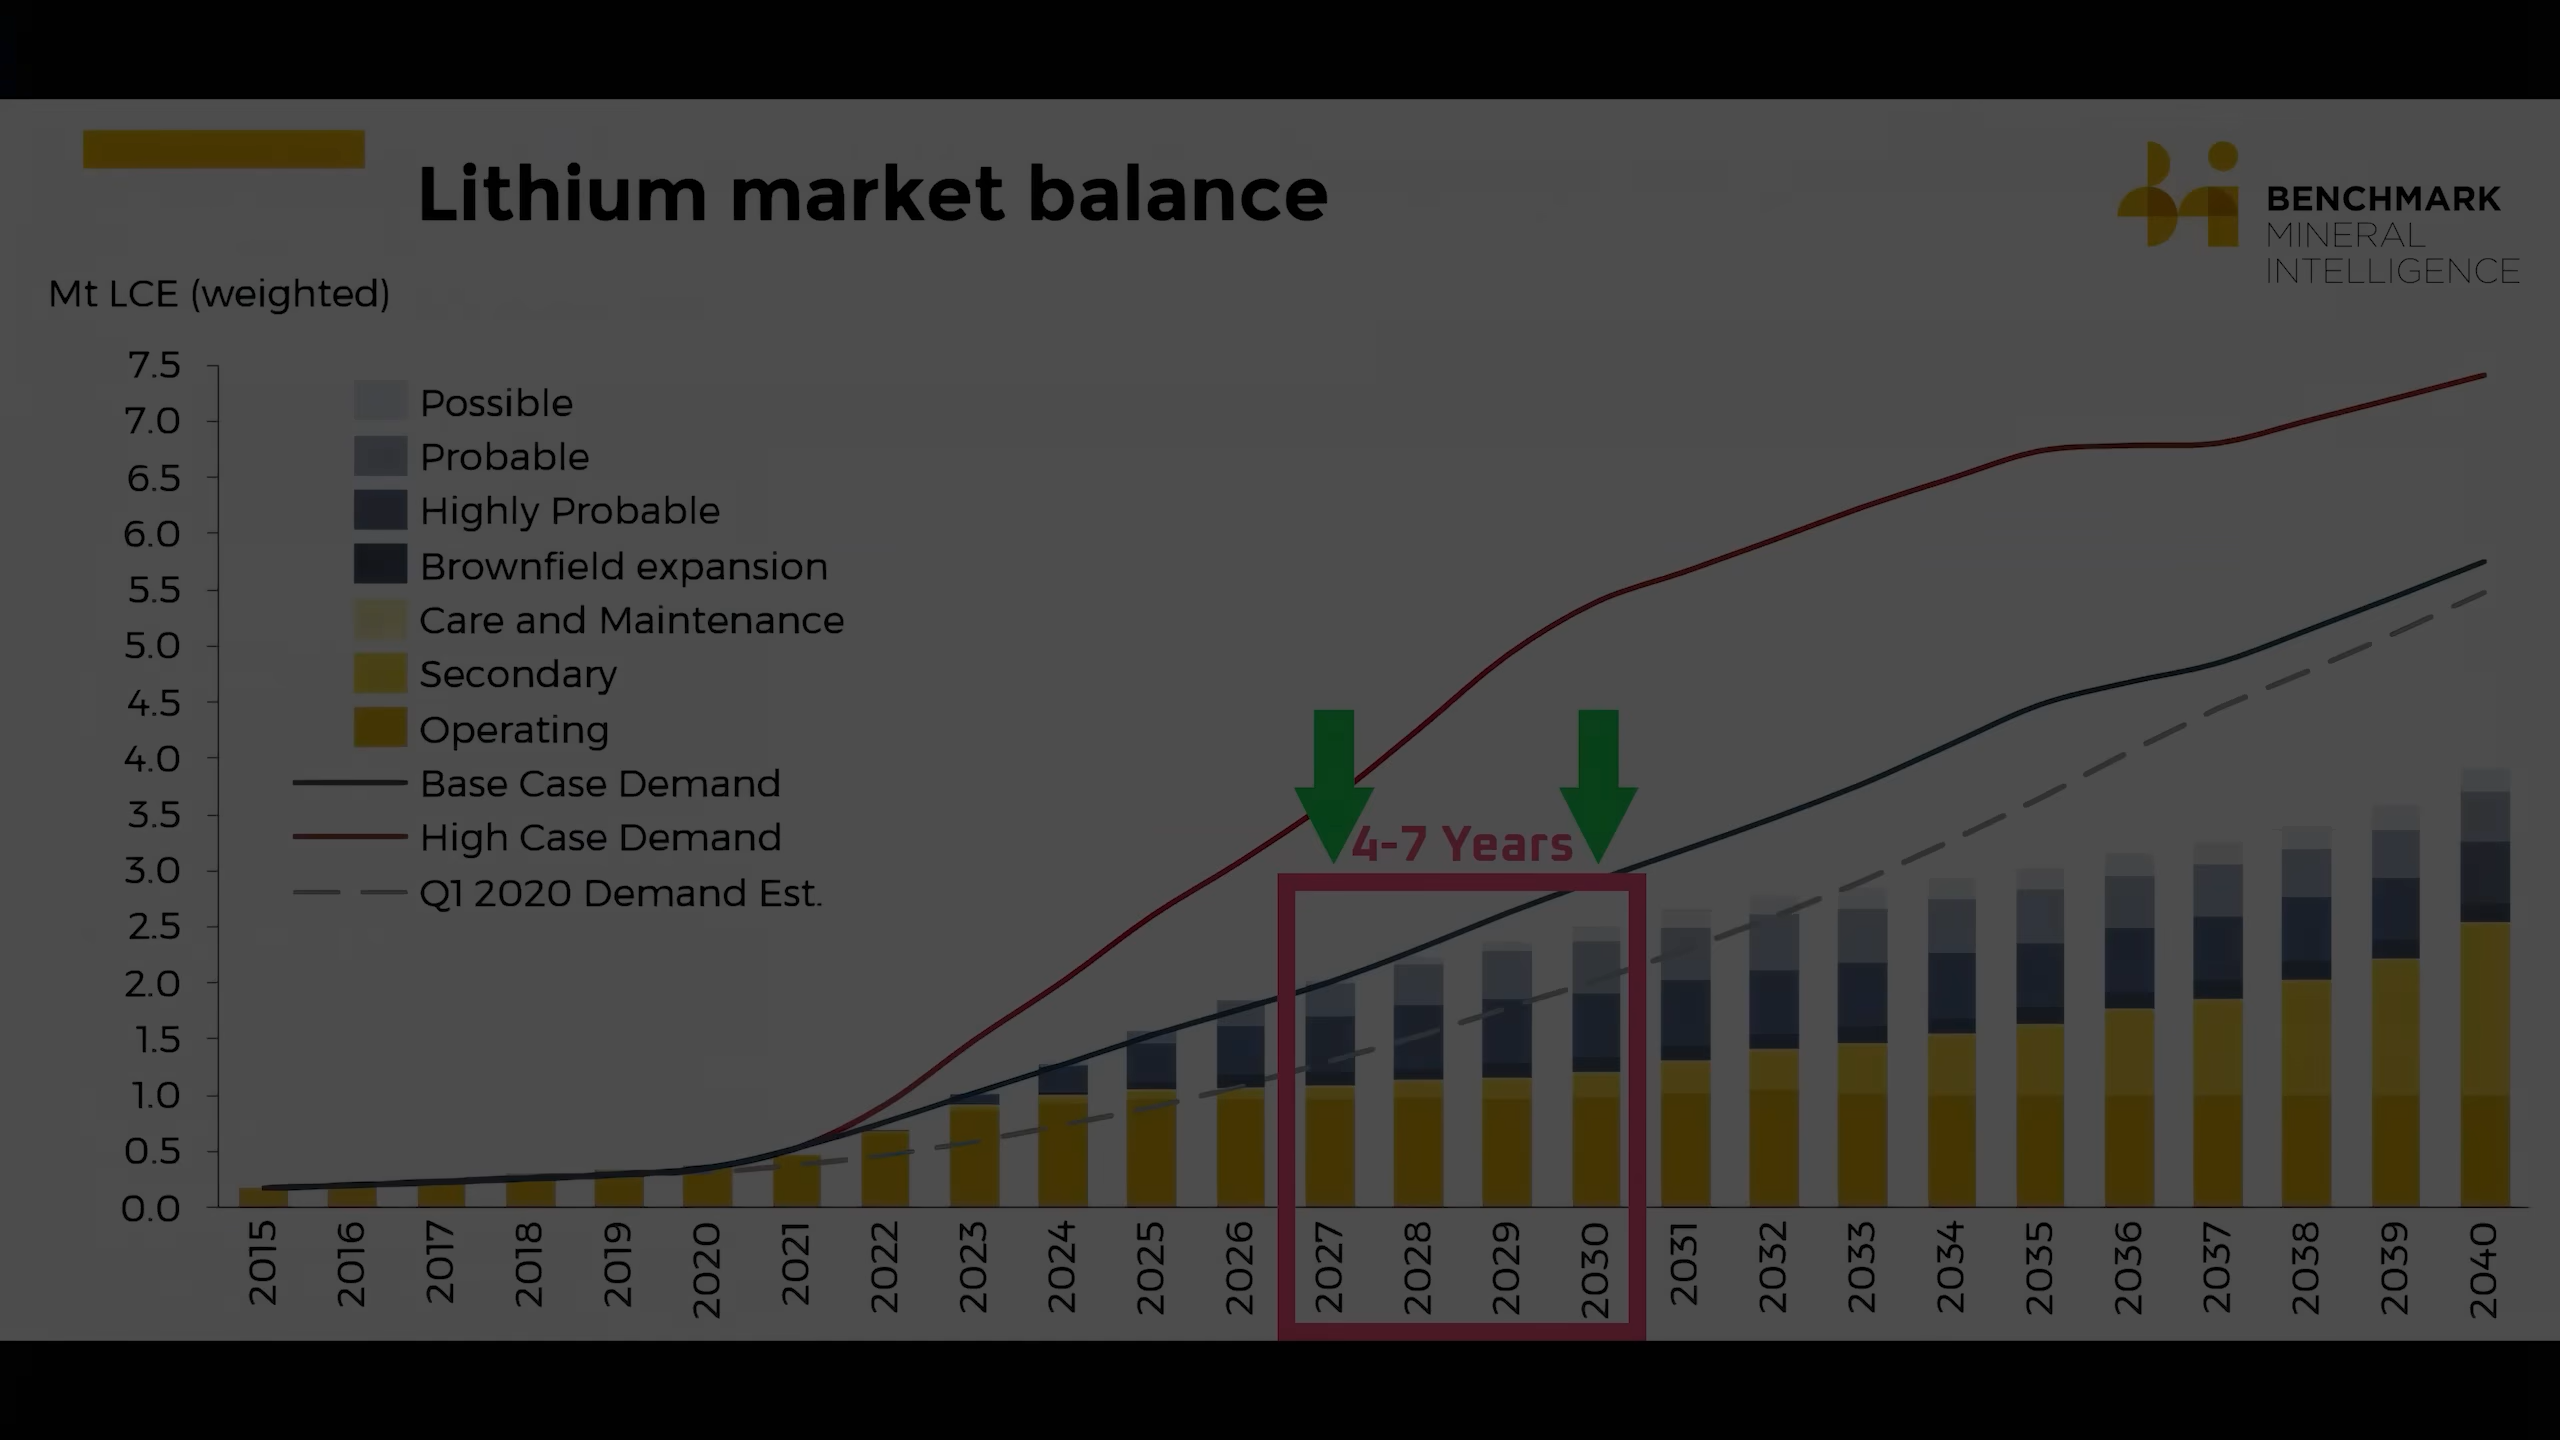 Lithium market balance
BENCHMARK
MINERAL
INTELLIGENCE
Mt LCE (weighted)
7.5
7.0
6.5
6.0
5.5
5.0
4.5
4.0
3.5
3.0
2.5
2.0
1.5
1.0
0.5
0.0
Possible
Probable
Highly Probable
Brownfield expansion
Care and Maintenance
Secondary
Operating
Base Case Demand
High Case Demand
Q1 2020 Demand Est.
4-7 Years
2015
2016
2017
2018
2019
2020
2021
2022
2023
2024
2025
2026
2027
2028
2029
2030
2031
2032
2033
2034
2035
2036
2037
2038
2039
2040